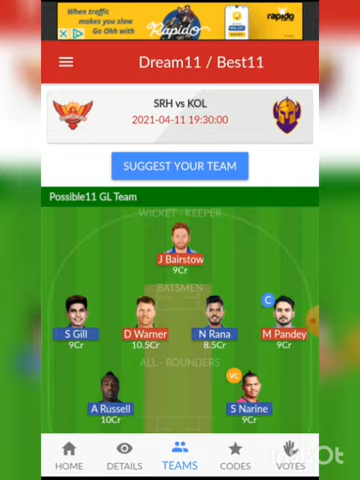 When traffic
makes you slow
Go Ohh with
Rapido
rapido
Dream11 / Best11
SRH vs KOL
2021-04-11 19:30:00
SUGGEST YOUR TEAM
Possible11 GL Team
WICKET - KEEPER
J Bairstow
9Cr
BATSMEN
C
S Gill
D Warner
N Rana
M Pandey
9Cr
10.5Cr
8.5Cr
9Cr
ALL - ROUNDERS
VC
A Russell
S Narine
10Cr
9Cr
HOME
DETAILS
TEAMS
CODES
VOTES